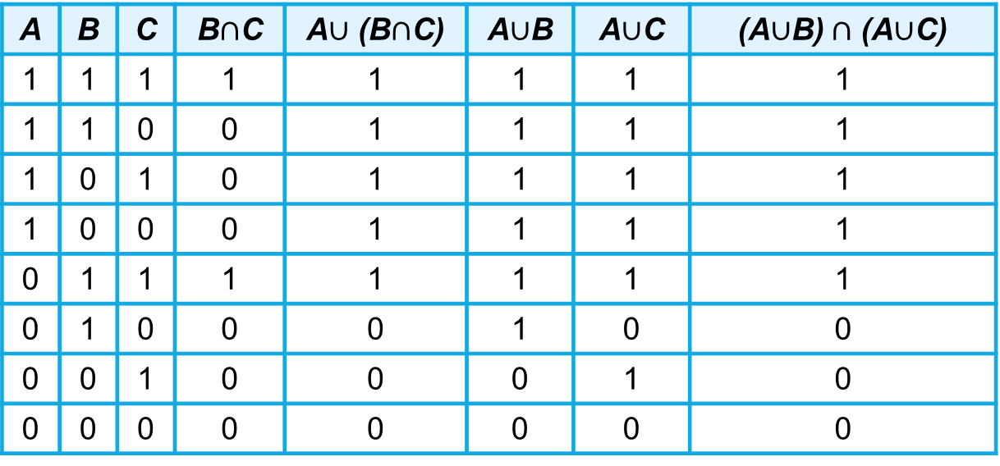 A B C B∩C A∪ (B∩C) A∪B A∪C (A∪B) ∩ (A∪C)
1 1 1 1 1 1 1 1
1 1 0 0 1 1 1 1
1 0 1 0 1 1 1 1
1 0 0 0 1 1 1 1
0 1 1 1 1 1 1 1
0 1 0 0 0 1 0 0
0 0 1 0 0 0 1 0
0 0 0 0 0 0 0 0